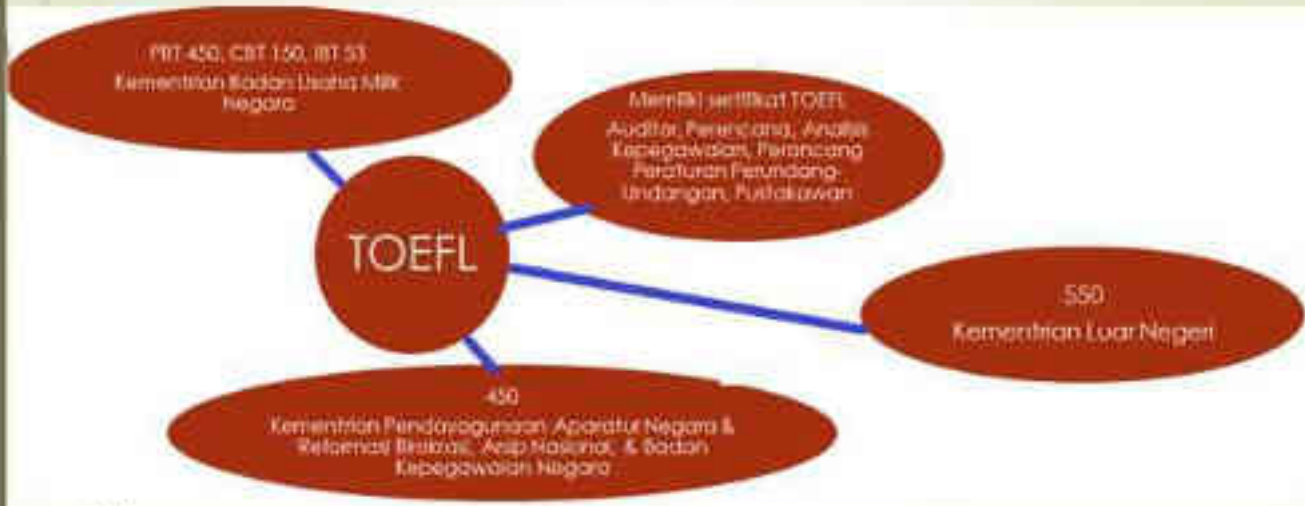 PBT 450, CBT 150, IBT 53
Kementrian Badan Usaha Milik
Negara
Memiliki sertifikat TOEFL
Auditor, Perencana, Analis
Kepegawaian, Perancang
Peraturan Perundang-
Undangan, Pustakawan
TOEFL
550
Kementrian Luar Negeri
450
Kementrian Pendayagunaan Aparatur Negara &
Reformasi Birokrasi, Arsip Nasional, & Badan
Kepegawaian Negara